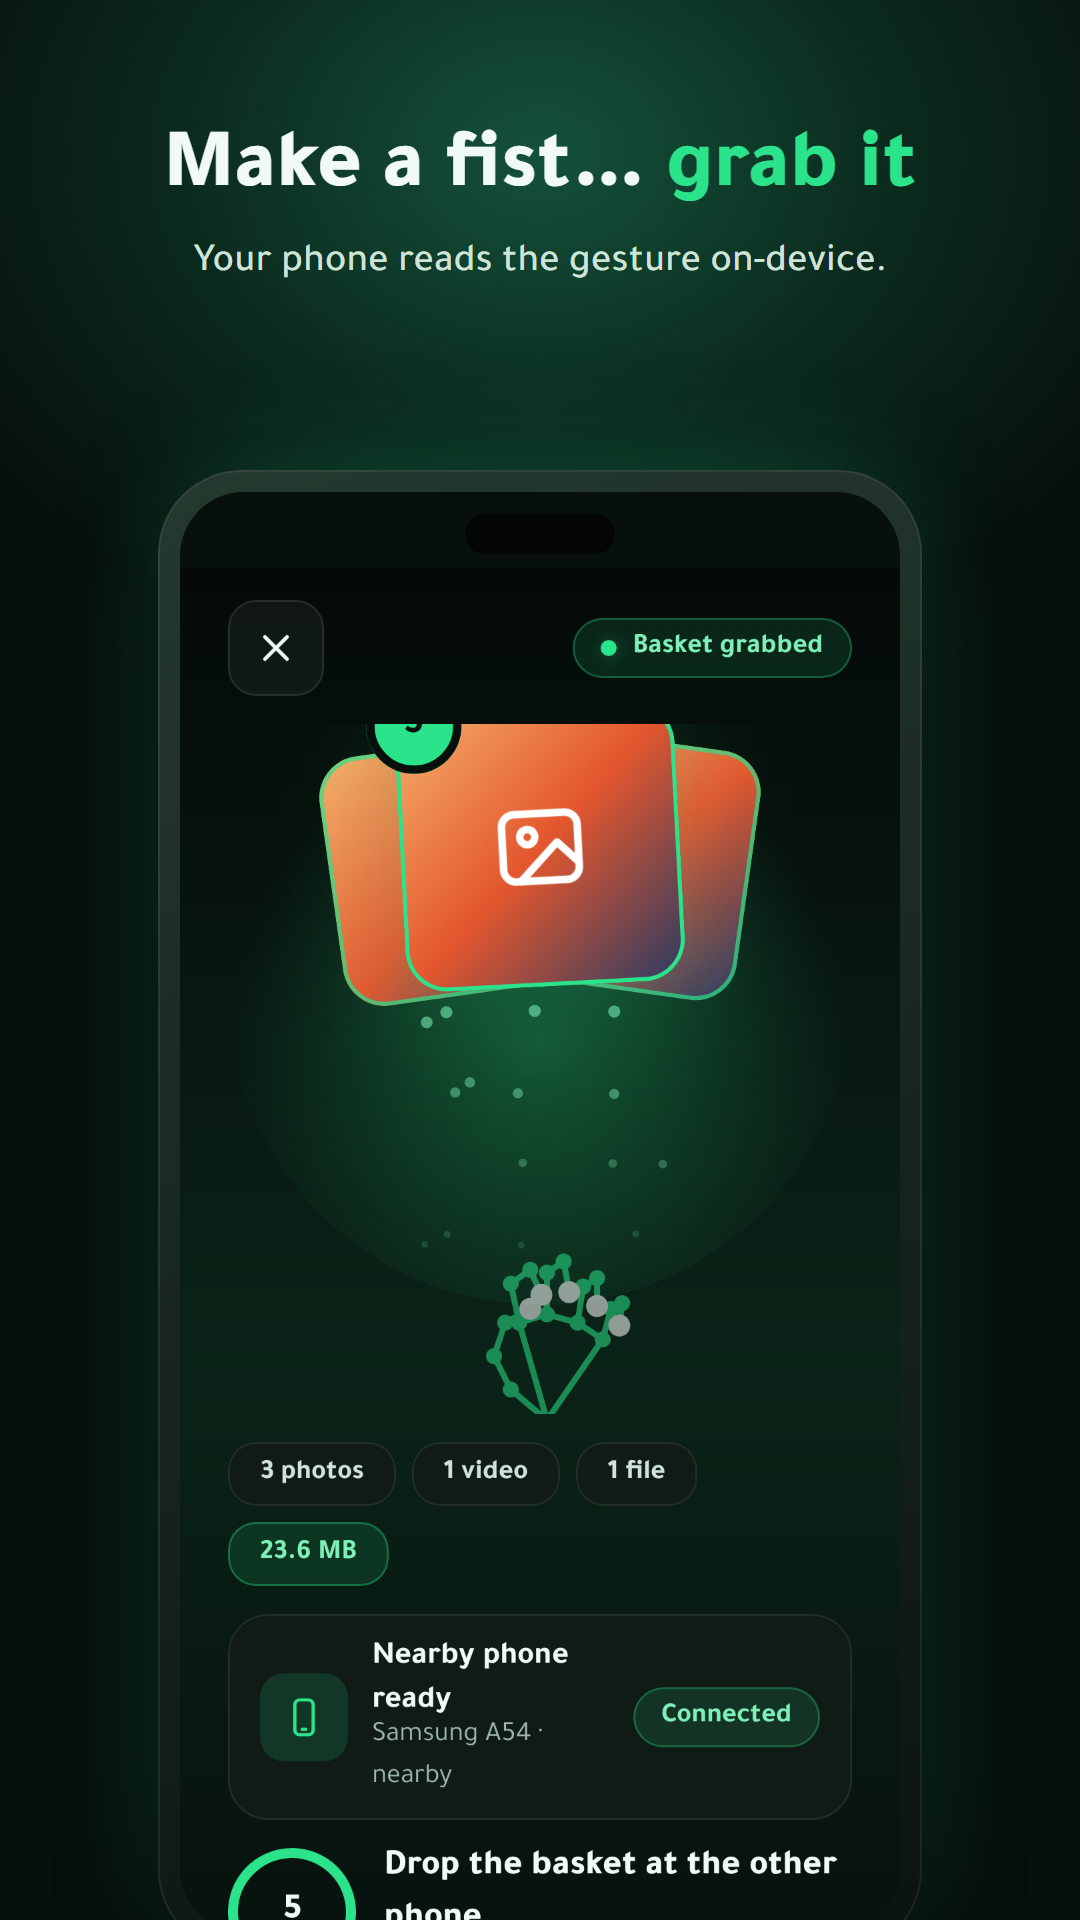 Make a fist... grab it
Your phone reads the gesture on-device.
Basket grabbed
3 photos
1 video
1 file
23.6 MB
Nearby phone
ready
Samsung A54 ·
nearby
Connected
5
Drop the basket at the other
phone